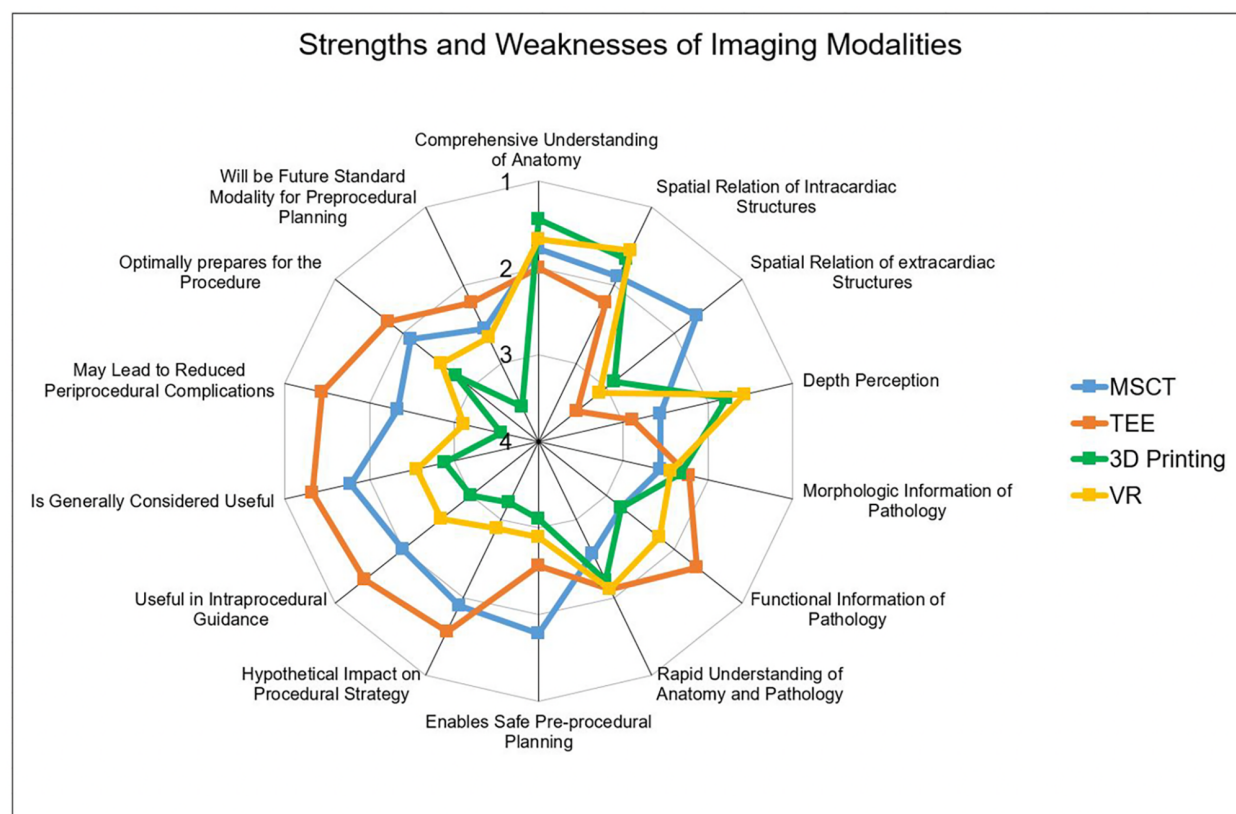 Strengths and Weaknesses of Imaging Modalities
Comprehensive Understanding
of Anatomy
Will be Future Standard
Modality for Preprocedural
Planning
1
Spatial Relation of Intracardiac
Structures
Optimally prepares for the
Procedure
2
Spatial Relation of extracardiac
Structures
May Lead to Reduced
Periprocedural Complications
3
Depth Perception
4
Is Generally Considered Useful
Morphologic Information of
Pathology
Useful in Intraprocedural
Guidance
Functional Information of
Pathology
Hypothetical Impact on
Procedural Strategy
Rapid Understanding of
Anatomy and Pathology
Enables Safe Pre-procedural
Planning
MSCT
TEE
3D Printing
VR